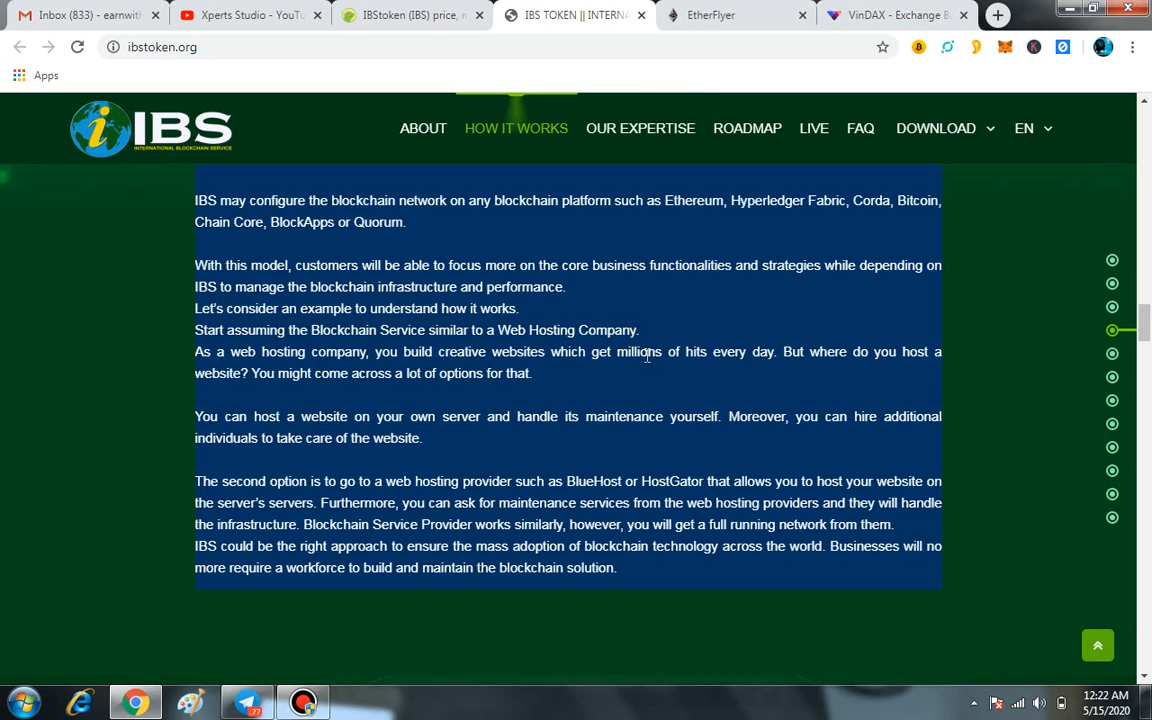 Inbox (833) - earnwith
Xperts Studio - YouTu
IBStoken (IBS) price, m
IBS TOKEN || INTERNA
EtherFlyer
VinDAX - Exchange B
ibstoken.org
Apps
IBS
INTERNATIONAL BLOCKCHAIN SERVICE
ABOUT
HOW IT WORKS
OUR EXPERTISE
ROADMAP
LIVE
FAQ
DOWNLOAD
EN
IBS may configure the blockchain network on any blockchain platform such as Ethereum, Hyperledger Fabric, Corda, Bitcoin,
Chain Core, BlockApps or Quorum.
With this model, customers will be able to focus more on the core business functionalities and strategies while depending on
IBS to manage the blockchain infrastructure and performance.
Let's consider an example to understand how it works.
Start assuming the Blockchain Service similar to a Web Hosting Company.
As a web hosting company, you build creative websites which get millions of hits every day. But where do you host a
website? You might come across a lot of options for that.
You can host a website on your own server and handle its maintenance yourself. Moreover, you can hire additional
individuals to take care of the website.
The second option is to go to a web hosting provider such as BlueHost or HostGator that allows you to host your website on
the server's servers. Furthermore, you can ask for maintenance services from the web hosting providers and they will handle
the infrastructure. Blockchain Service Provider works similarly, however, you will get a full running network from them.
IBS could be the right approach to ensure the mass adoption of blockchain technology across the world. Businesses will no
more require a workforce to build and maintain the blockchain solution.
77
12:22 AM
5/15/2020